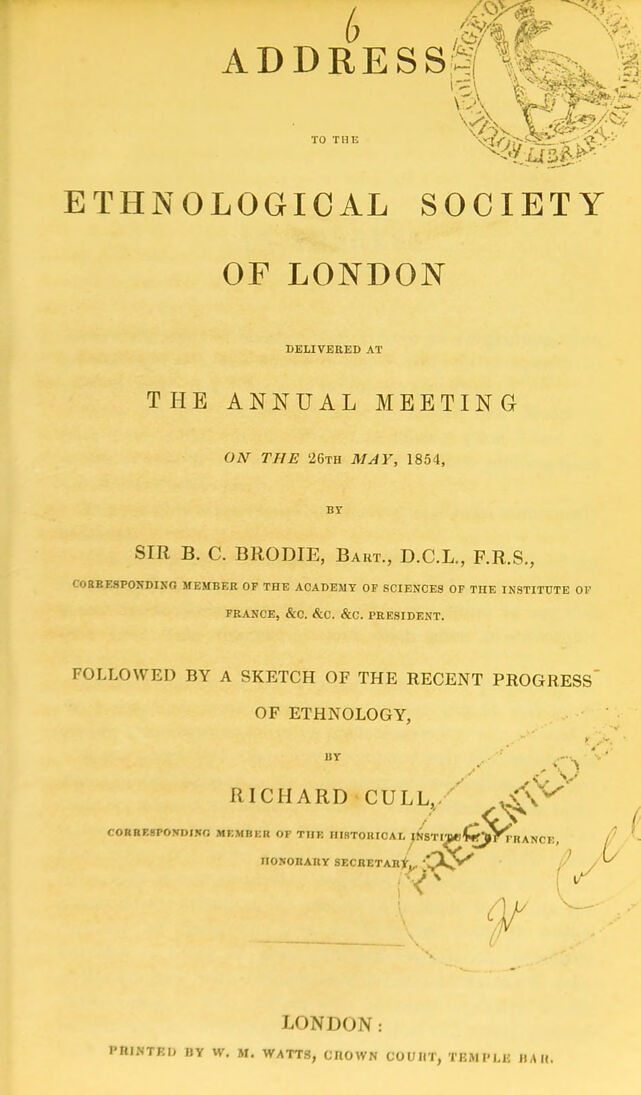 6
ADDRESS
TO THE
ETHNOLOGICAL SOCIETY
OF LONDON
DELIVERED AT
THE ANNUAL MEETING
ON THE 26TH MAY, 1854,
BY
SIR B. C. BRODIE, BART., D.C.L., F.R.S.,
CORRESPONDING MEMBER OF THE ACADEMY OF SCIENCES OF THE INSTITUTE OF
FRANCE, &C. &C. &C. PRESIDENT.
FOLLOWED BY A SKETCH OF THE RECENT PROGRESS
OF ETHNOLOGY,
BY
RICHARD CULL,
CORRESPONDING MEMBER OF THE HISTORICAL INSTITUTE OF FRANCE,
HONORARY SECRETARY.
PRESENTED BY
LONDON:
PRINTED BY W. M. WATTS, CROWN COURT, TEMPLE BAR.